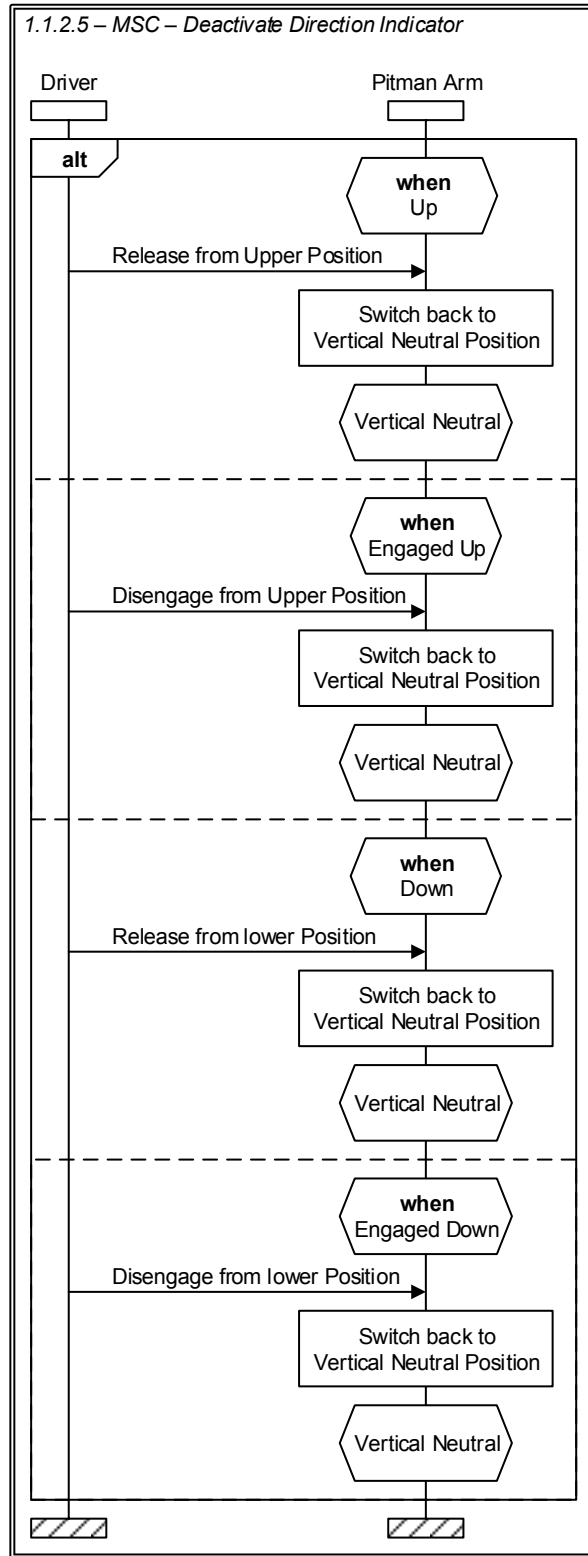 1.1.2.5 – MSC – Deactivate Direction Indicator
Driver
Pitman Arm
alt
when
Up
Release from Upper Position
Switch back to
Vertical Neutral Position
Vertical Neutral
when
Engaged Up
Disengage from Upper Position
Switch back to
Vertical Neutral Position
Vertical Neutral
when
Down
Release from lower Position
Switch back to
Vertical Neutral Position
Vertical Neutral
when
Engaged Down
Disengage from lower Position
Switch back to
Vertical Neutral Position
Vertical Neutral